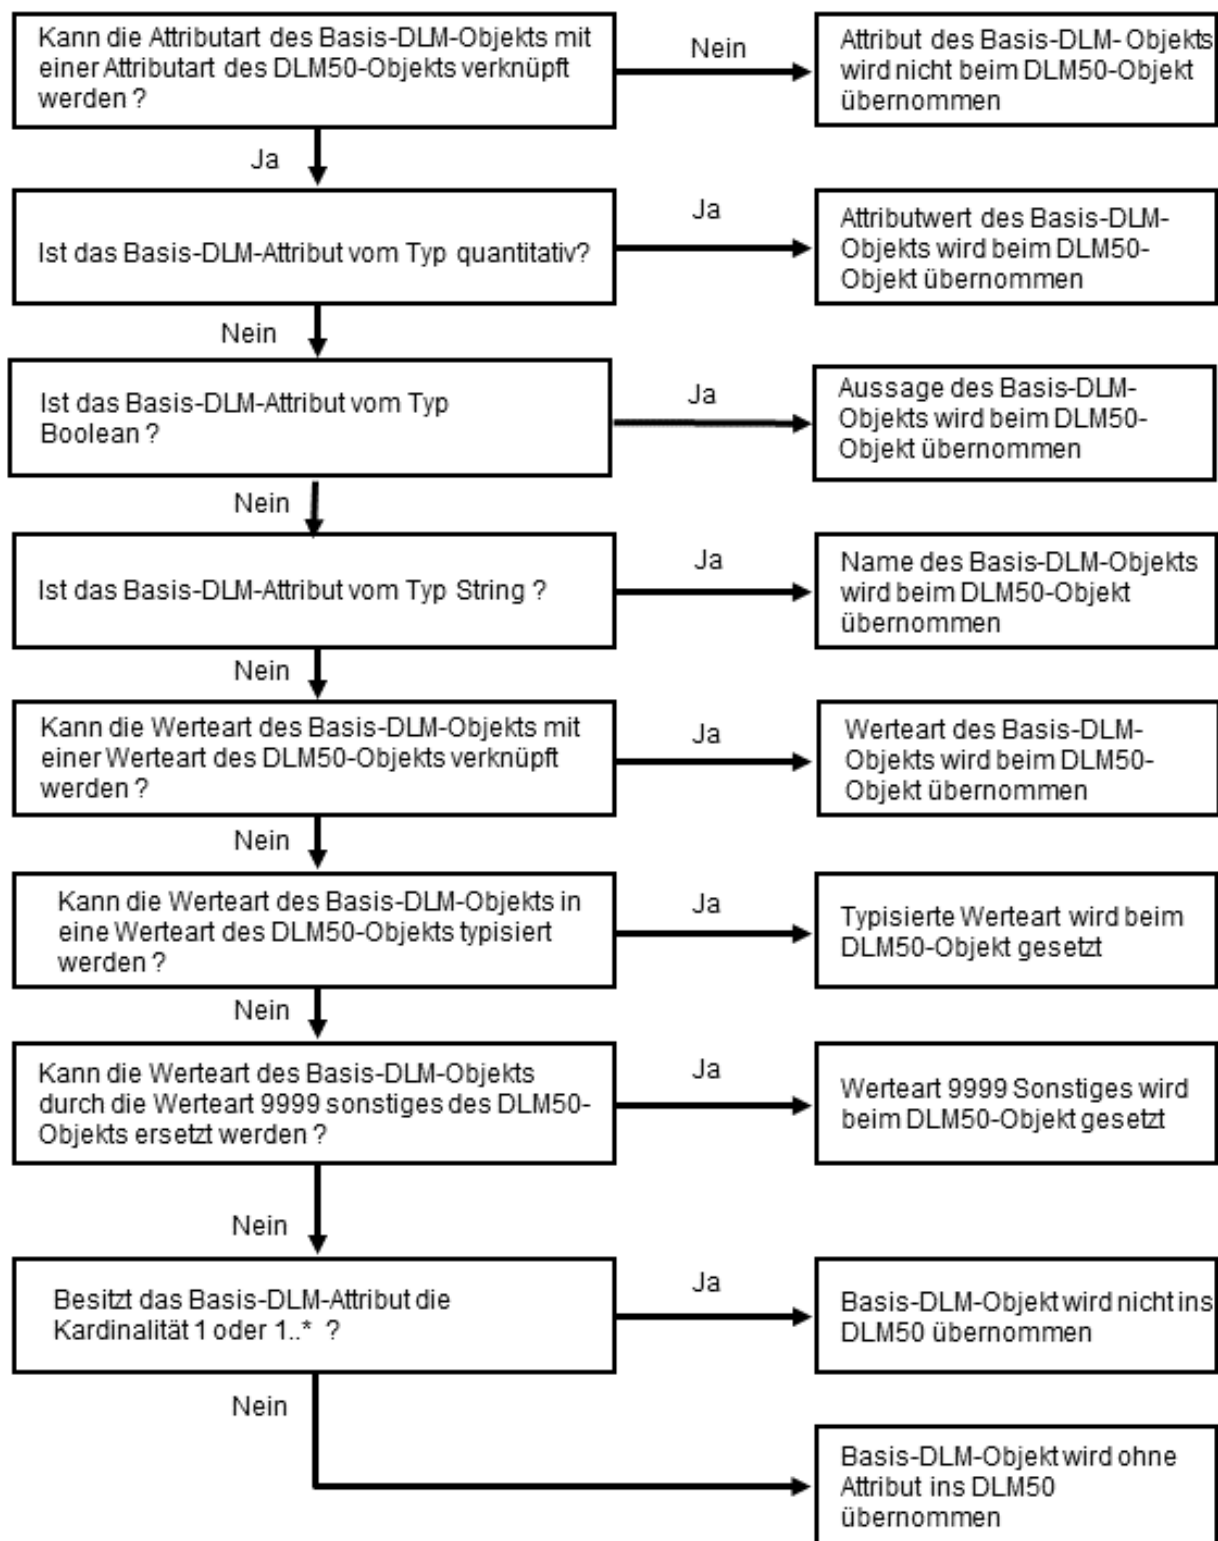 Kann die Attributart des Basis-DLM-Objekts mit
einer Attributart des DLM50-Objekts verknüpft
werden ?
Nein
Attribut des Basis-DLM- Objekts
wird nicht beim DLM50-Objekt
übernommen
Ja
Ist das Basis-DLM-Attribut vom Typ quantitativ?
Ja
Attributwert des Basis-DLM-
Objekts wird beim DLM50-
Objekt übernommen
Nein
Ist das Basis-DLM-Attribut vom Typ
Boolean ?
Ja
Aussage des Basis-DLM-
Objekts wird beim DLM50-
Objekt übernommen
Nein
Ist das Basis-DLM-Attribut vom Typ String ?
Ja
Name des Basis-DLM-Objekts
wird beim DLM50-Objekt
übernommen
Nein
Kann die Werteart des Basis-DLM-Objekts mit
einer Werteart des DLM50-Objekts verknüpft
werden ?
Ja
Werteart des Basis-DLM-
Objekts wird beim DLM50-
Objekt übernommen
Nein
Kann die Werteart des Basis-DLM-Objekts in
eine Werteart des DLM50-Objekts typisiert
werden ?
Ja
Typisierte Werteart wird beim
DLM50-Objekt gesetzt
Nein
Kann die Werteart des Basis-DLM-Objekts
durch die Werteart 9999 sonstiges des DLM50-
Objekts ersetzt werden ?
Ja
Werteart 9999 Sonstiges wird
beim DLM50-Objekt gesetzt
Nein
Besitzt das Basis-DLM-Attribut die
Kardinalität 1 oder 1..* ?
Ja
Basis-DLM-Objekt wird nicht ins
DLM50 übernommen
Nein
Basis-DLM-Objekt wird ohne
Attribut ins DLM50
übernommen